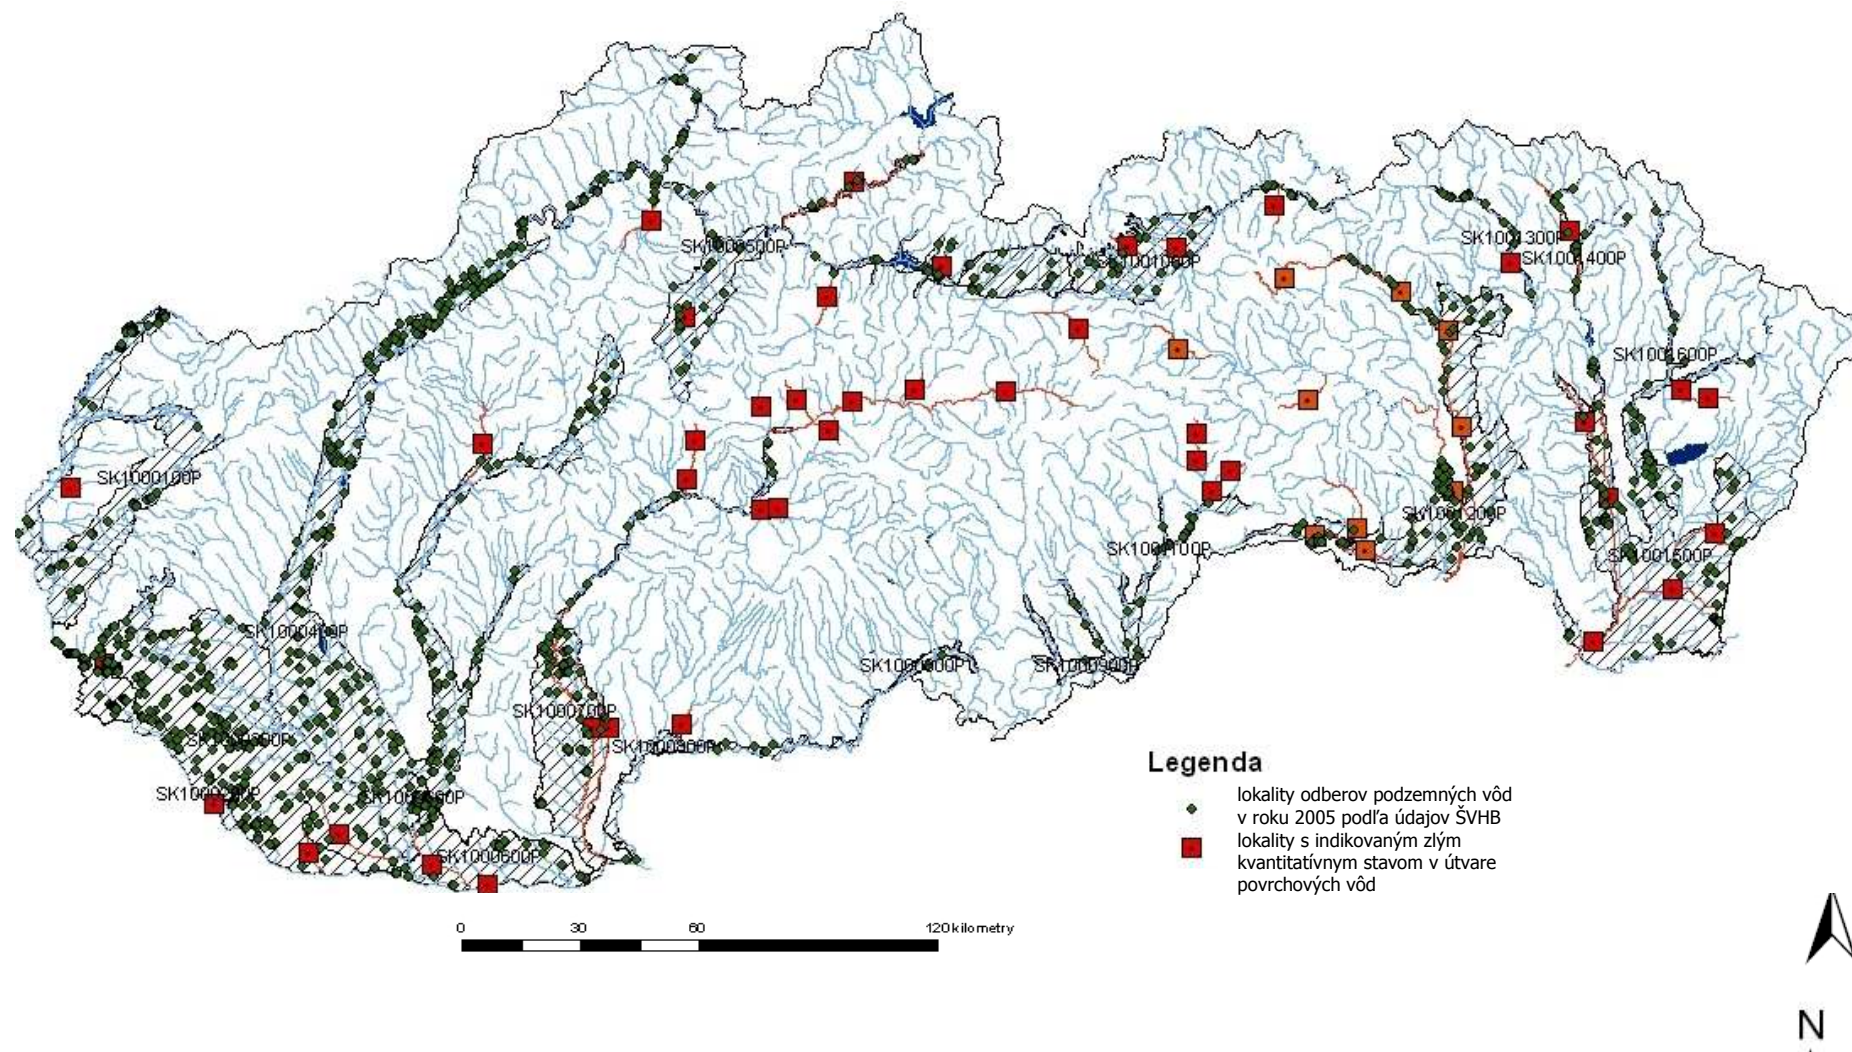 SK1000500P
SK1001000P
SK1001300P
SK1001400P
SK1001600P
SK1000100P
SK1001200P
SK1001100P
SK1001500P
SK1000400P
SK1000900P
SK1000700P
SK1000800P
SK1000600P
Legenda
lokality odberov podzemných vôd
v roku 2005 podľa údajov ŠVHB
lokality s indikovaným zlým
kvantitatívnym stavom v útvare
povrchových vôd
0 30 60 120 kilometry
N